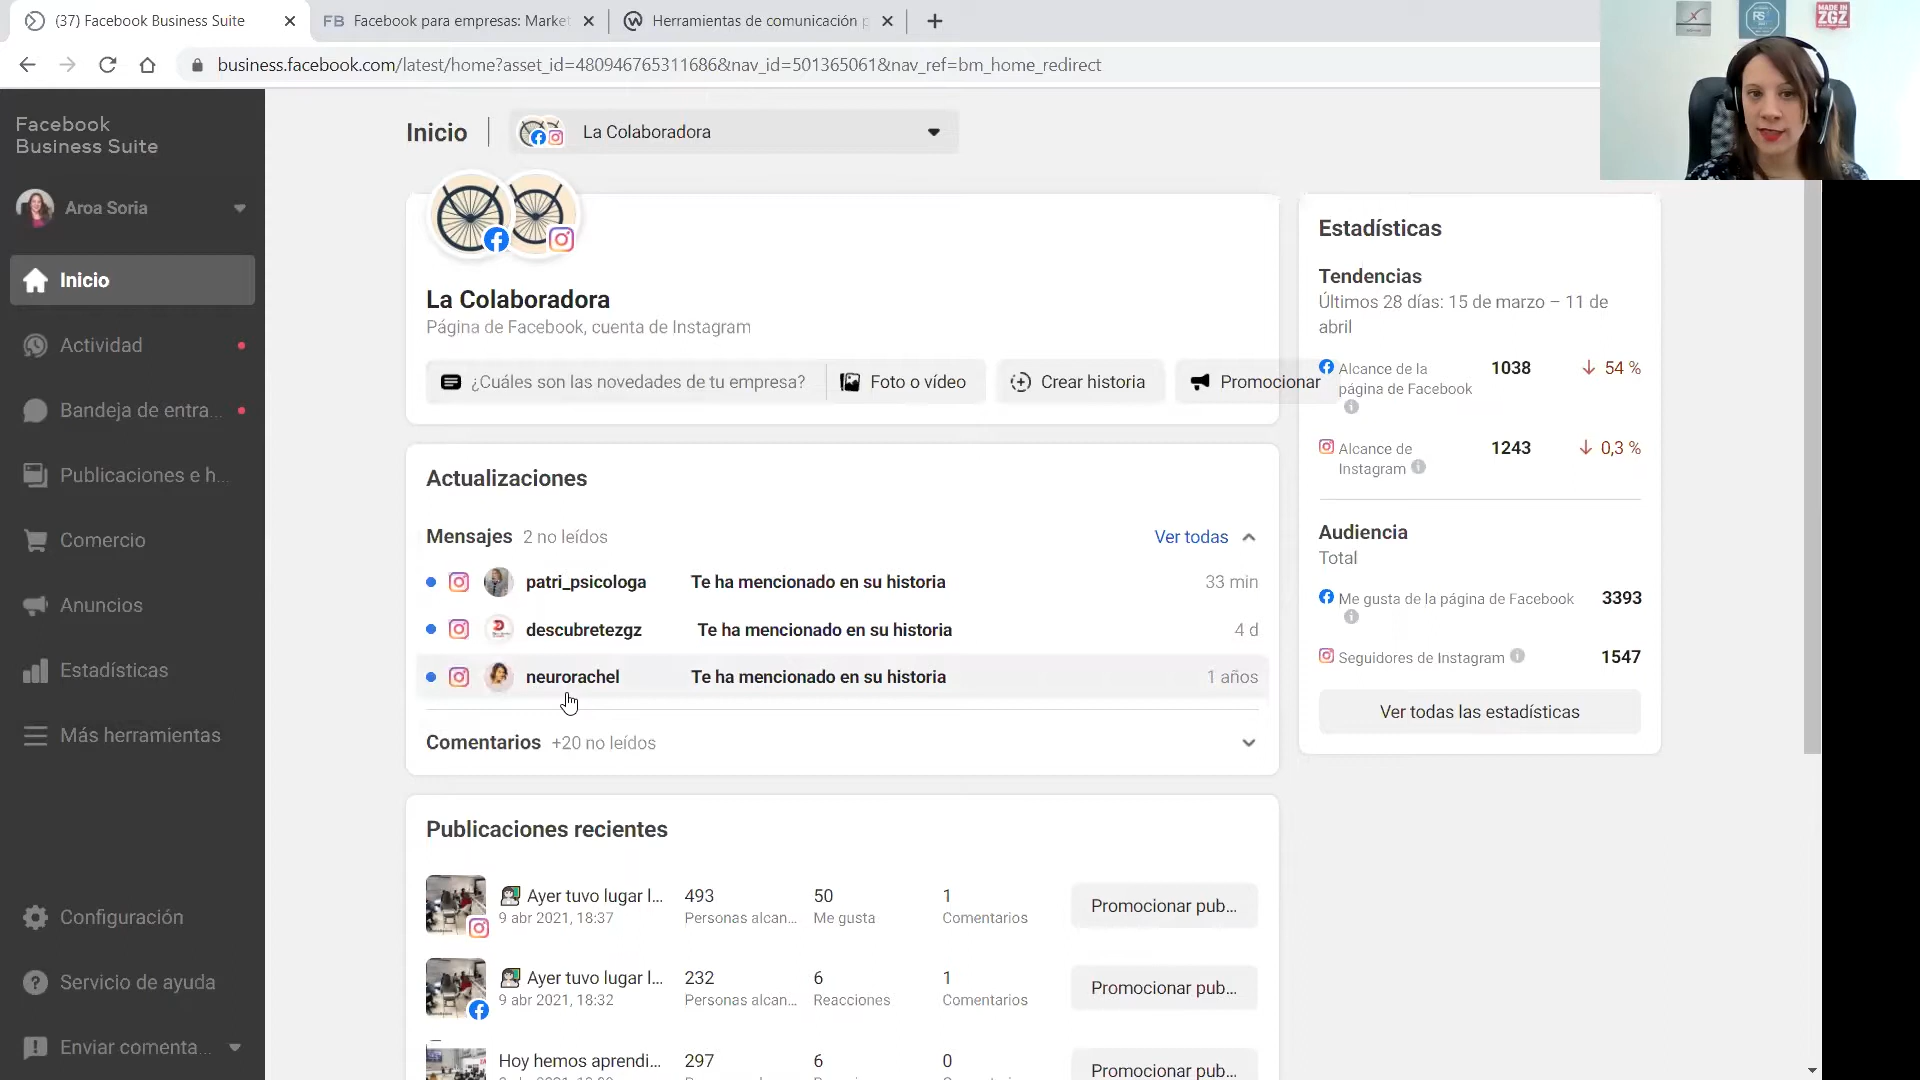 (37) Facebook Business Suite
FB Facebook para empresas: Market
Herramientas de comunicación p
business.facebook.com/latest/home?asset_id=480946765311686&nav_id=501365061&nav_ref=bm_home_redirect
RS
MADE IN
ZGZ
Facebook
Business Suite
Aroa Soria
Inicio
Actividad
Bandeja de entra...
Publicaciones e h...
Comercio
Anuncios
Estadísticas
Más herramientas
Configuración
Servicio de ayuda
Enviar comenta...
Inicio
La Colaboradora
La Colaboradora
Página de Facebook, cuenta de Instagram
¿Cuáles son las novedades de tu empresa?
Foto o vídeo
Crear historia
Promocionar
Actualizaciones
Mensajes 2 no leídos
Ver todas
patri_psicologa Te ha mencionado en su historia 33 min
descubretezgz Te ha mencionado en su historia 4 d
neurorachel Te ha mencionado en su historia 1 años
Comentarios +20 no leídos
Publicaciones recientes
Ayer tuvo lugar l... 493 50 1
9 abr 2021, 18:37 Personas alcan... Me gusta Comentarios
Promocionar pub...
Ayer tuvo lugar l... 232 6 1
9 abr 2021, 18:32 Personas alcan... Reacciones Comentarios
Promocionar pub...
Hoy hemos aprendi... 297 6 0
Promocionar pub...
Estadísticas
Tendencias
Últimos 28 días: 15 de marzo – 11 de
abril
Alcance de la 1038 54 %
página de Facebook
Alcance de 1243 0,3 %
Instagram
Audiencia
Total
Me gusta de la página de Facebook 3393
Seguidores de Instagram 1547
Ver todas las estadísticas